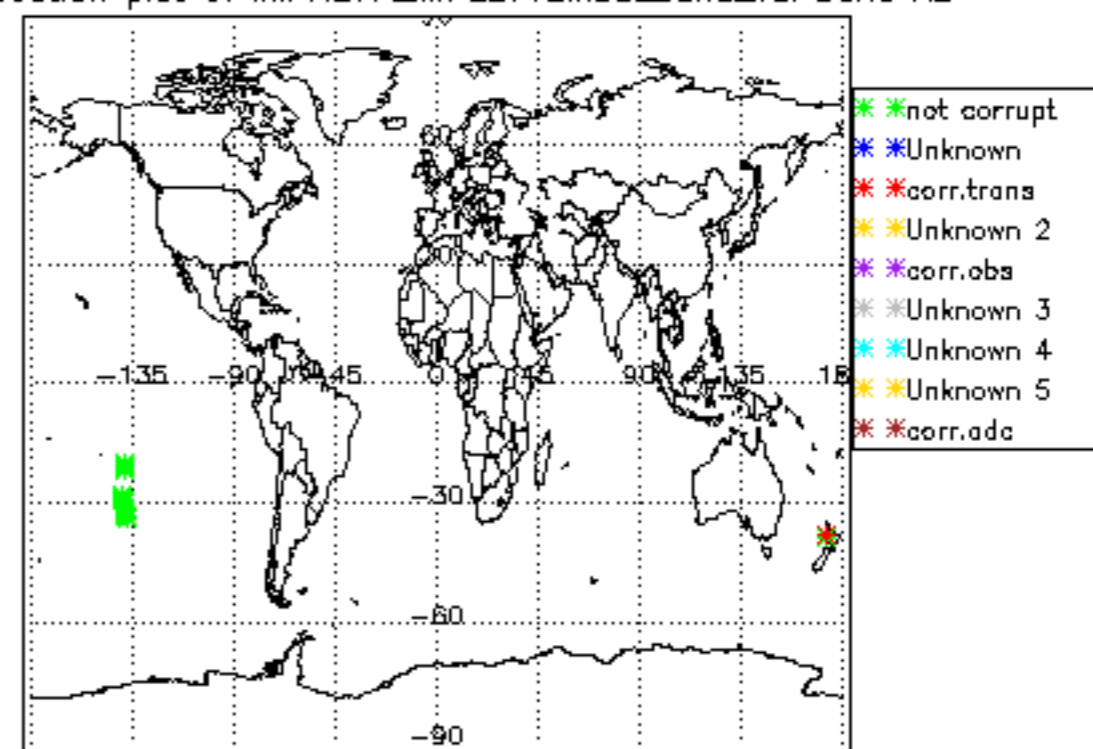 not corrupt
Unknown
corr.trans
Unknown 2
corr.obs
Unknown 3
Unknown 4
Unknown 5
corr.adc
60
-135 -90 45 0 90 135
-30
-60
-90